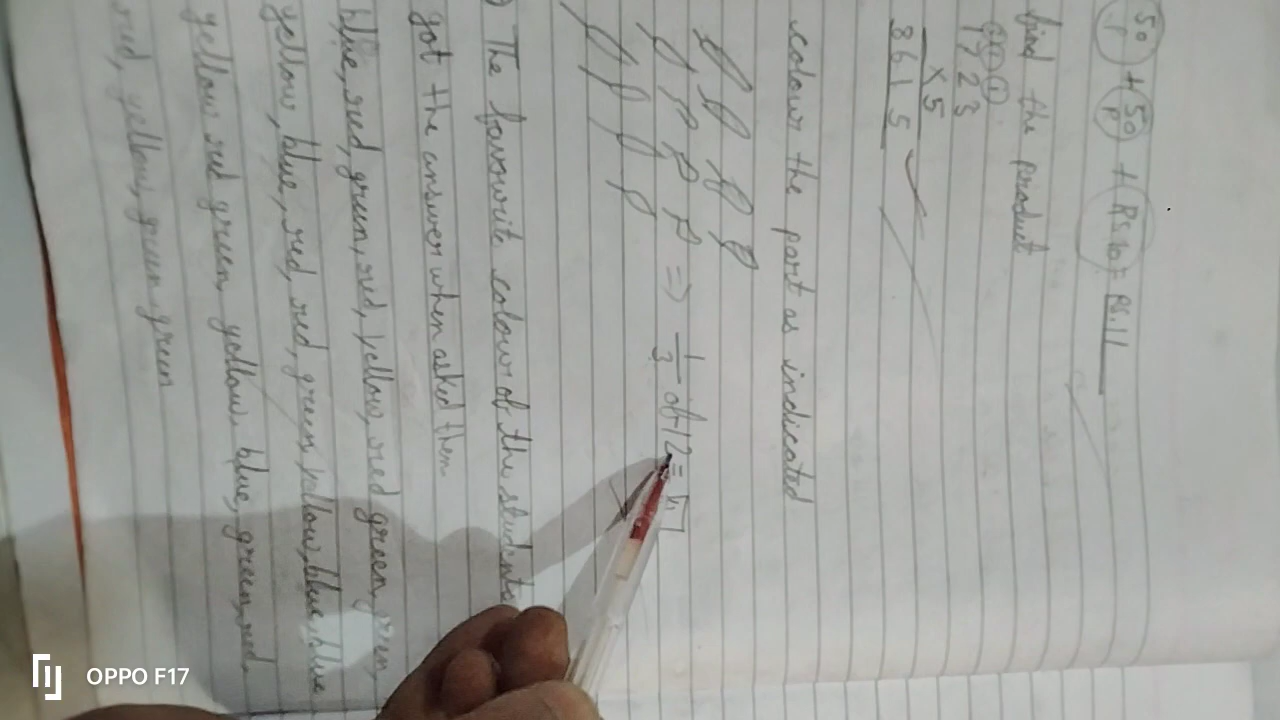 50 P + 50 P + RS 10 = RS. 11
find the product
1723
× 5
8615
colour the part as indicated
=> 1/3 of 12 = 4
The favourite colour of the students
got the answer when asked them.
blue, red, green, red, yellow, red green, green,
yellow, blue, red, red, green, yellow, blue, blue
yellow red green, yellow, blue, green, red.
red, yellow, green, green
OPPO F17